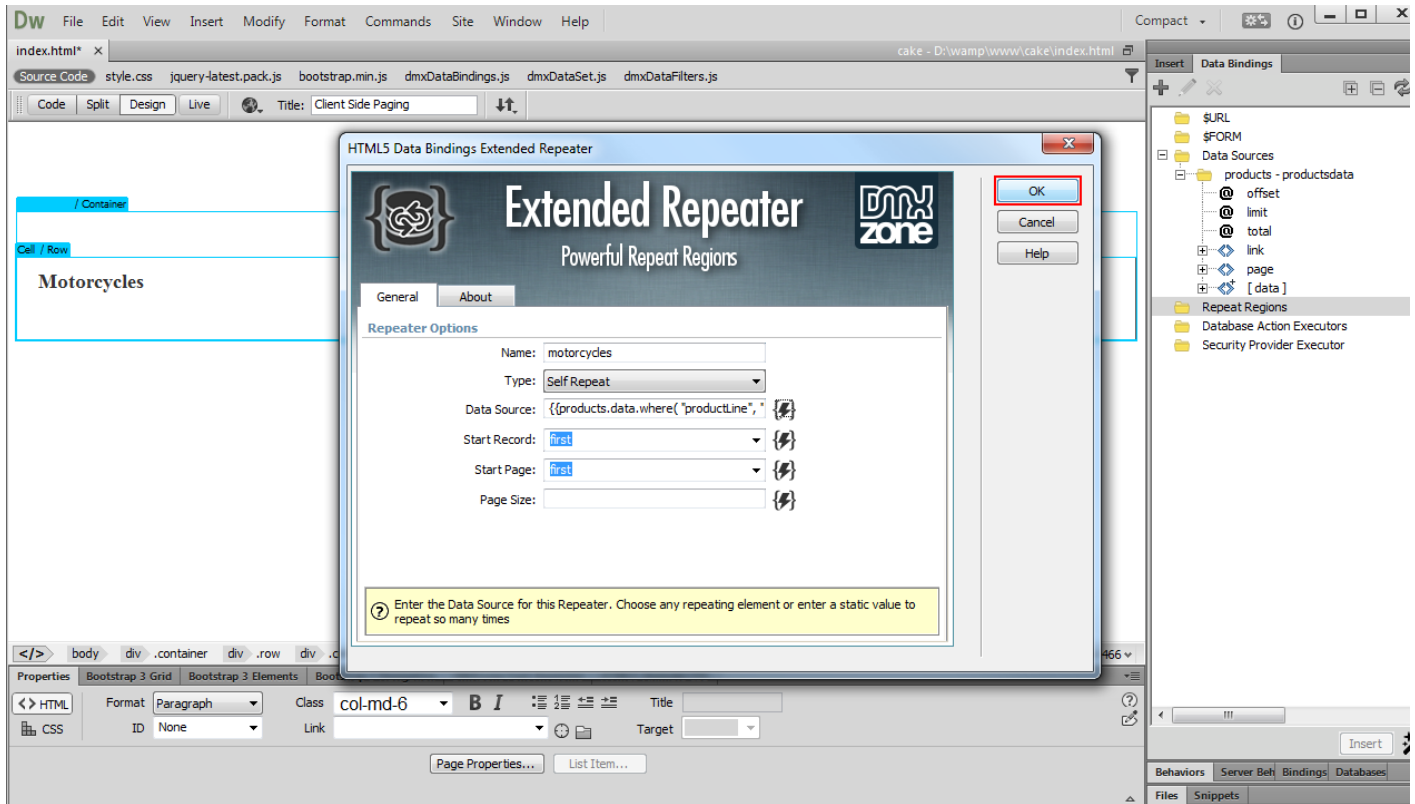 Dw File Edit View Insert Modify Format Commands Site Window Help Compact
index.html* × cake - D:\wamp\www\cake\index.html
Source Code style.css jquery-latest.pack.js bootstrap.min.js dmxDataBindings.js dmxDataSet.js dmxDataFilters.js
Code Split Design Live Title: Client Side Paging
/ Container
Cell / Row
Motorcycles
HTML5 Data Bindings Extended Repeater
Extended Repeater
Powerful Repeat Regions
DMX zone
OK
Cancel
Help
General About
Repeater Options
Name: motorcycles
Type: Self Repeat
Data Source: {{products.data.where( "productLine", "
Start Record: first
Start Page: first
Page Size:
Enter the Data Source for this Repeater. Choose any repeating element or enter a static value to
repeat so many times
Insert Data Bindings
$URL
$FORM
Data Sources
products - productsdata
@ offset
@ limit
@ total
link
page
[ data ]
Repeat Regions
Database Action Executors
Security Provider Executor
</> body div .container div .row div .c 466
Properties Bootstrap 3 Grid Bootstrap 3 Elements Boo
<> HTML Format Paragraph Class col-md-6 B I Title
CSS ID None Link Target
Page Properties... List Item...
Insert
Behaviors Server Beh Bindings Databases
Files Snippets